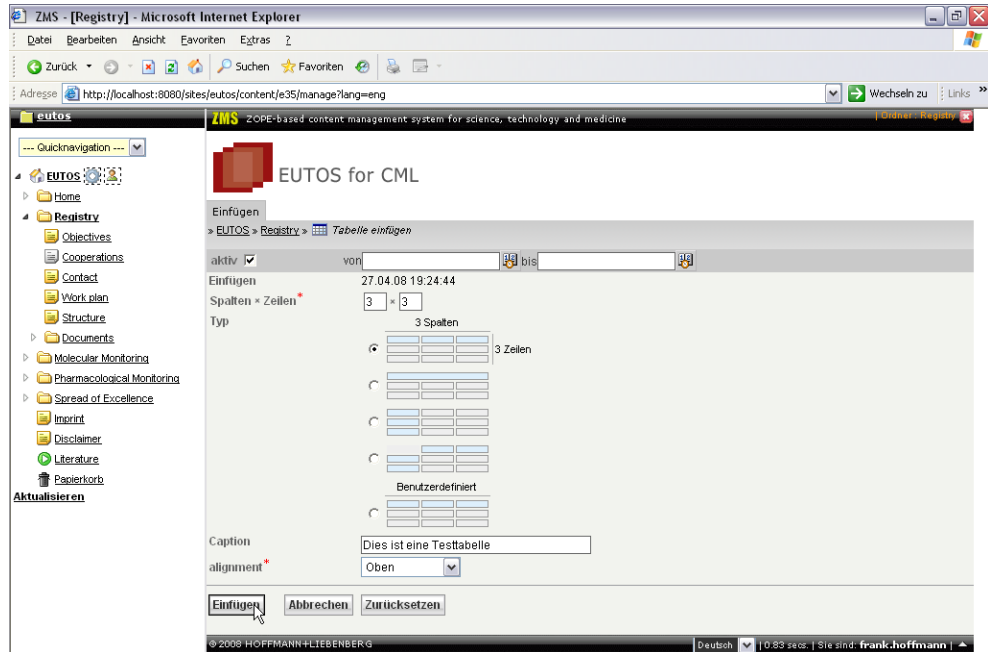 ZMS - [Registry] - Microsoft Internet Explorer
Datei Bearbeiten Ansicht Favoriten Extras ?
Zurück Suchen Favoriten
Adresse http://localhost:8080/sites/eutos/content/e35/manage?lang=eng Wechseln zu Links »
eutos
ZMS ZOPE-based content management system for science, technology and medicine | Ordner: Registry
--- Quicknavigation ---
EUTOS
Home
Registry
Objectives
Cooperations
Contact
Work plan
Structure
Documents
Molecular Monitoring
Pharmacological Monitoring
Spread of Excellence
Imprint
Disclaimer
Literature
Papierkorb
Aktualisieren
EUTOS for CML
Einfügen
» EUTOS » Registry » Tabelle einfügen
aktiv von bis
Einfügen 27.04.08 19:24:44
Spalten × Zeilen* 3 × 3
Typ 3 Spalten
3 Zeilen
Benutzerdefiniert
Caption Dies ist eine Testtabelle
alignment* Oben
Einfügen Abbrechen Zurücksetzen
© 2008 HOFFMANN+LIEBENBERG Deutsch | 0.83 secs. | Sie sind: frank.hoffmann |